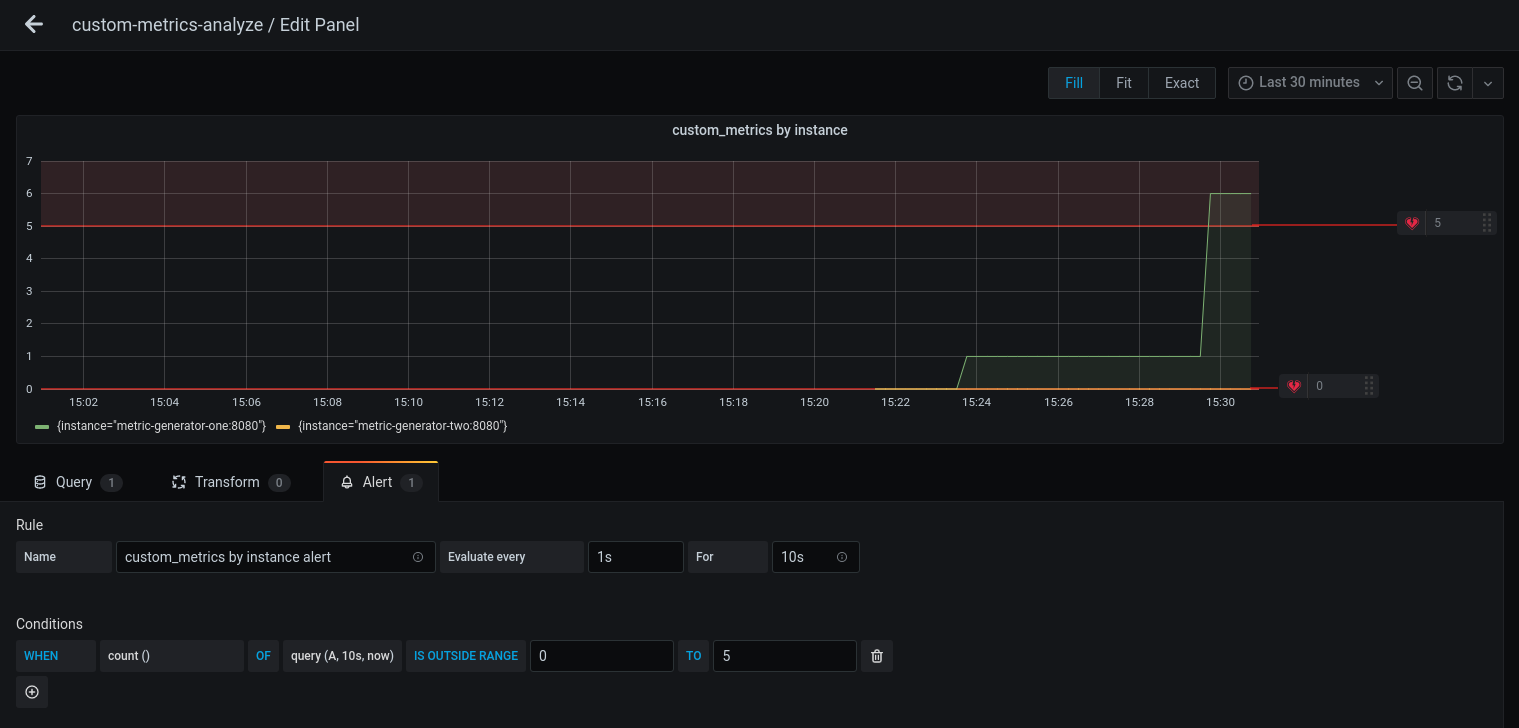 custom-metrics-analyze / Edit Panel
Fill Fit Exact Last 30 minutes
custom_metrics by instance
7
6
5
4
3
2
1
0
5
0
15:02 15:04 15:06 15:08 15:10 15:12 15:14 15:16 15:18 15:20 15:22 15:24 15:26 15:28 15:30
{instance="metric-generator-one:8080"} {instance="metric-generator-two:8080"}
Query 1 Transform 0 Alert 1
Rule
Name custom_metrics by instance alert Evaluate every 1s For 10s
Conditions
WHEN count () OF query (A, 10s, now) IS OUTSIDE RANGE 0 TO 5